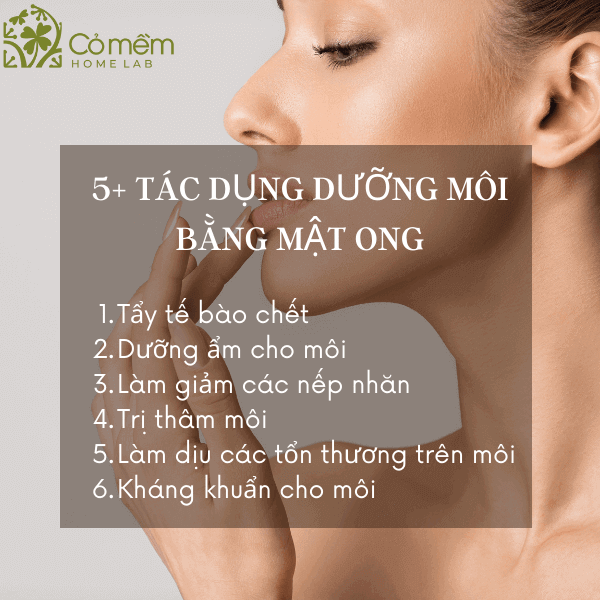 Cỏ mềm
HOME LAB
5+ TÁC DỤNG DƯỠNG MÔI
BẰNG MẬT ONG
1.Tẩy tế bào chết
2.Dưỡng ẩm cho môi
3.Làm giảm các nếp nhăn
4.Trị thâm môi
5.Làm dịu các tổn thương trên môi
6.Kháng khuẩn cho môi